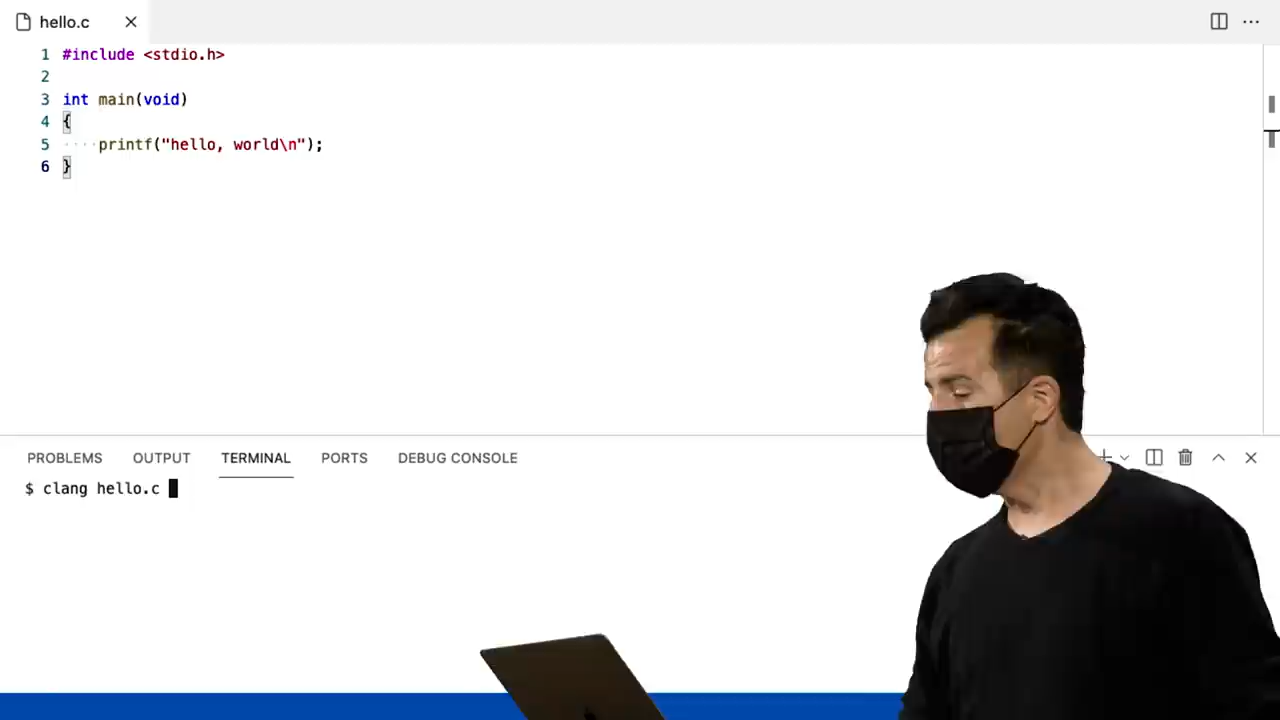 hello.c
1 #include <stdio.h>
2
3 int main(void)
4 {
5     printf("hello, world\n");
6 }
PROBLEMS OUTPUT TERMINAL PORTS DEBUG CONSOLE
$ clang hello.c